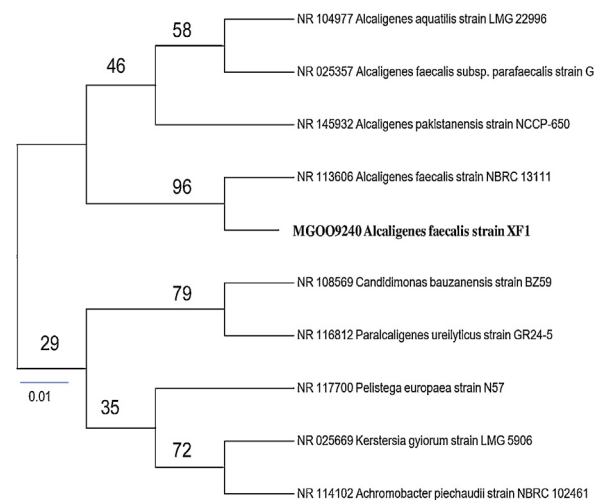 NR 104977 Alcaligenes aquatilis strain LMG 22996
58
NR 025357 Alcaligenes faecalis subsp. parafaecalis strain G
46
NR 145932 Alcaligenes pakistanensis strain NCCP-650
NR 113606 Alcaligenes faecalis strain NBRC 13111
96
MGOO9240 Alcaligenes faecalis strain XF1
NR 108569 Candidimonas bauzanensis strain BZ59
79
NR 116812 Paralcaligenes ureilyticus strain GR24-5
29
NR 117700 Pelistega europaea strain N57
0.01
35
NR 025669 Kerstersia gyiorum strain LMG 5906
72
NR 114102 Achromobacter piechaudii strain NBRC 102461